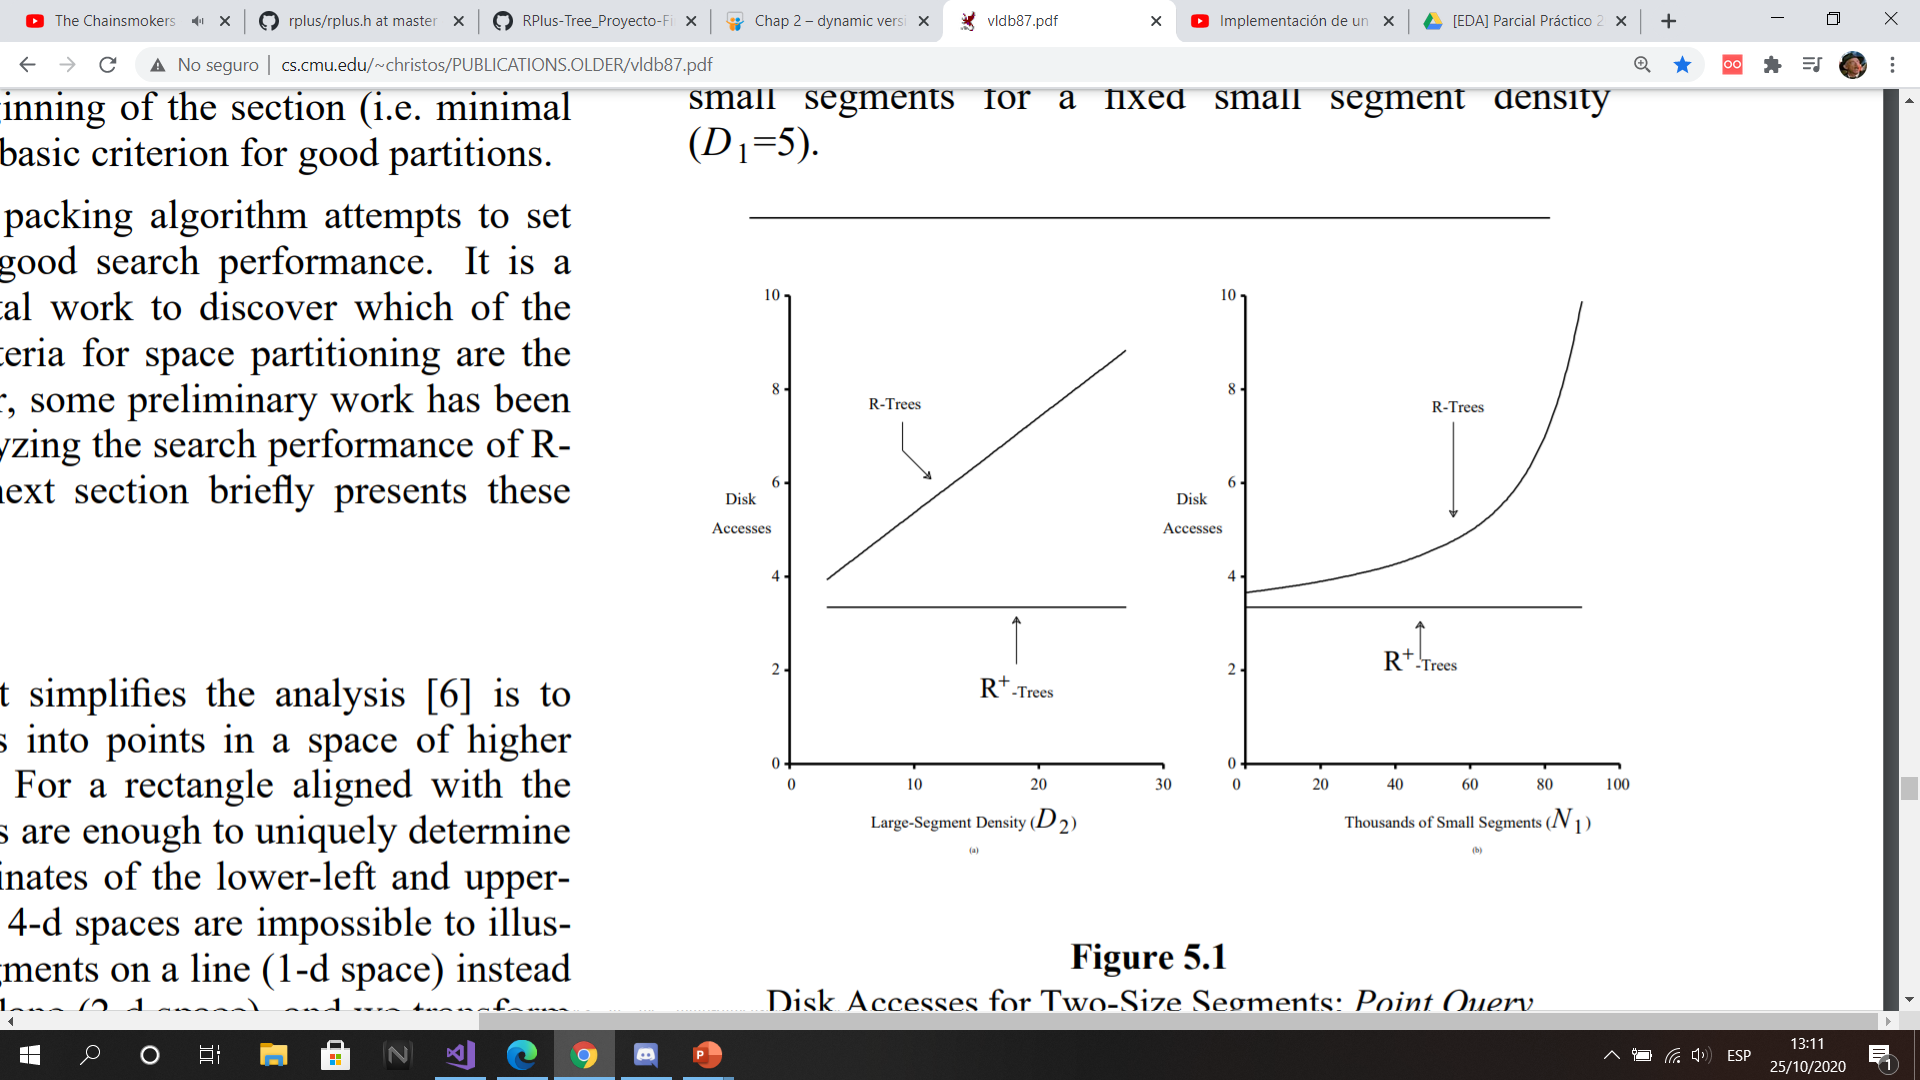 The Chainsmokers
rplus/rplus.h at master
RPlus-Tree_Proyecto-Fi
Chap 2 – dynamic versi
vldb87.pdf
Implementación de un
[EDA] Parcial Práctico 2
No seguro | cs.cmu.edu/~christos/PUBLICATIONS.OLDER/vldb87.pdf
inning of the section (i.e. minimal
basic criterion for good partitions.
packing algorithm attempts to set
good search performance. It is a
tal work to discover which of the
teria for space partitioning are the
r, some preliminary work has been
yzing the search performance of R-
next section briefly presents these
t simplifies the analysis [6] is to
s into points in a space of higher
For a rectangle aligned with the
s are enough to uniquely determine
inates of the lower-left and upper-
4-d spaces are impossible to illus-
gments on a line (1-d space) instead
small segments for a fixed small segment density
(D1=5).
10
8
6
4
2
0
Disk
Accesses
R-Trees
R+-Trees
0 10 20 30
Large-Segment Density (D2)
(a)
10
8
6
4
2
0
Disk
Accesses
R-Trees
R+-Trees
0 20 40 60 80 100
Thousands of Small Segments (N1)
(b)
Figure 5.1
Disk Accesses for Two-Size Segments: Point Query
ESP
13:11
25/10/2020
1